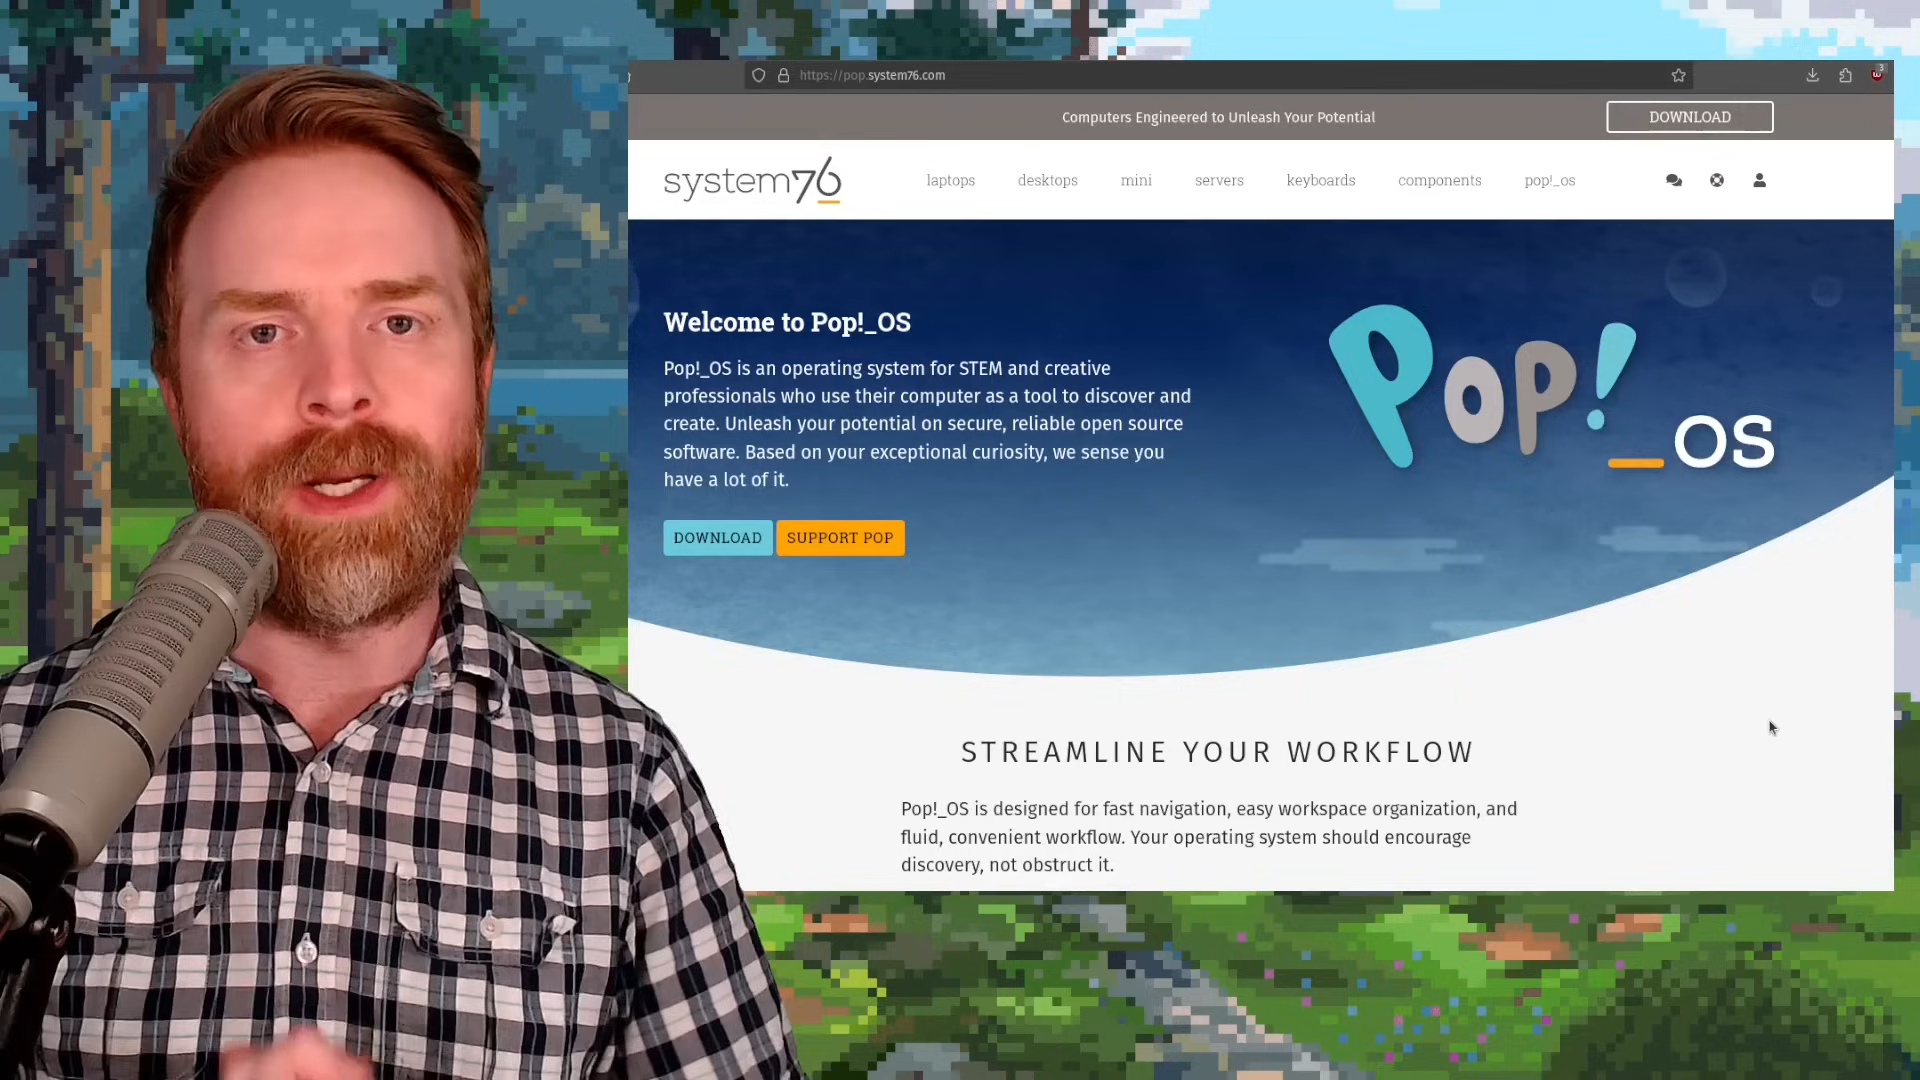 https://pop.system76.com
3
Computers Engineered to Unleash Your Potential
DOWNLOAD
system76
laptops desktops mini servers keyboards components pop!_os
Welcome to Pop!_OS
Pop!_OS is an operating system for STEM and creative
professionals who use their computer as a tool to discover and
create. Unleash your potential on secure, reliable open source
software. Based on your exceptional curiosity, we sense you
have a lot of it.
DOWNLOAD SUPPORT POP
Pop!_OS
STREAMLINE YOUR WORKFLOW
Pop!_OS is designed for fast navigation, easy workspace organization, and
fluid, convenient workflow. Your operating system should encourage
discovery, not obstruct it.